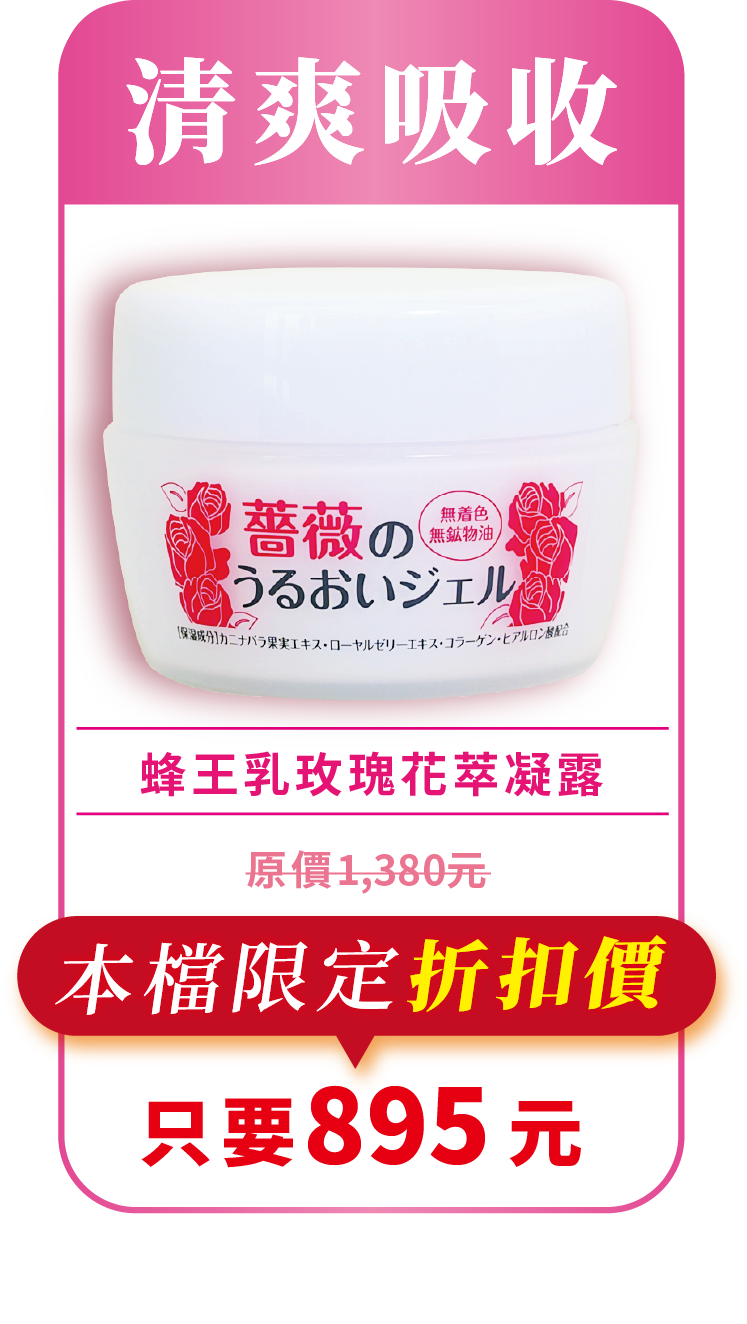 清爽吸收
薔薇の
無着色
無鉱物油
うるおいジェル
【保湿成分】カニナバラ果実エキス・ローヤルゼリーエキス・コラーゲン・ヒアルロン酸配合
蜂王乳玫瑰花萃凝露
原價1,380元
本檔限定折扣價
只要895元